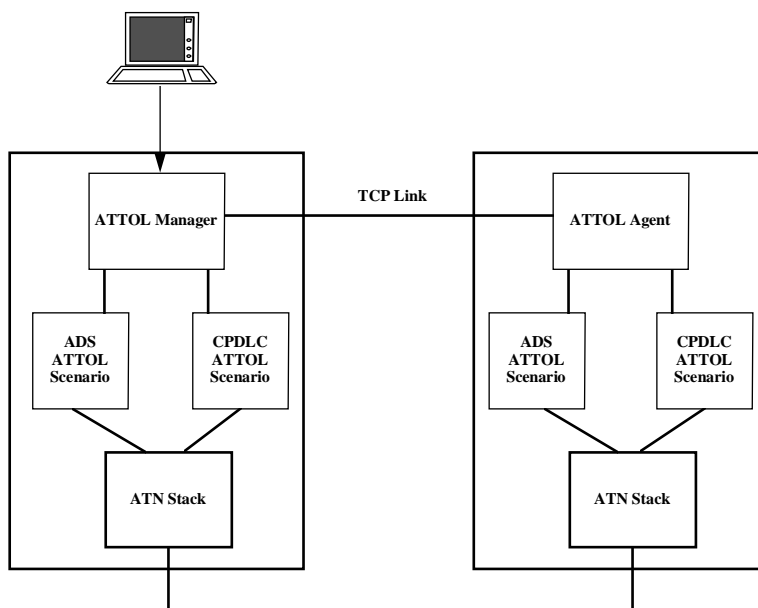 TCP Link
ATTOL Manager
ATTOL Agent
ADS
ATTOL
Scenario
CPDLC
ATTOL
Scenario
ADS
ATTOL
Scenario
CPDLC
ATTOL
Scenario
ATN Stack
ATN Stack